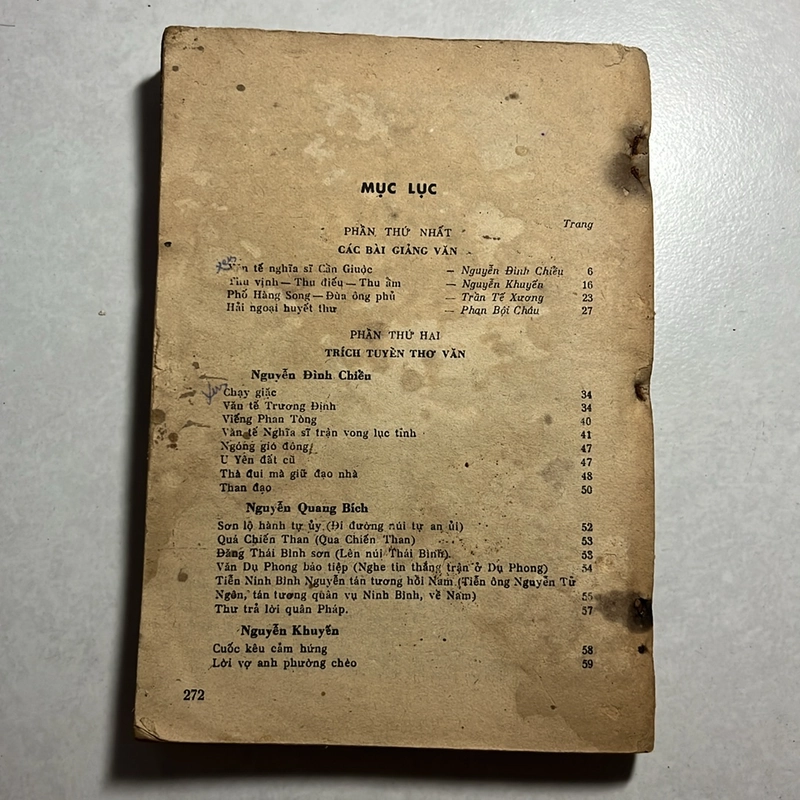 MỤC LỤC
Trang
PHẦN THỨ NHẤT
CÁC BÀI GIẢNG VĂN
tế nghĩa sĩ Cần Giuộc — Nguyễn Đình Chiểu 6
Thu vịnh — Thu điếu — Thu ẩm — Nguyễn Khuyến 16
Phố Hàng Song — Đùa ông phủ — Trần Tế Xương 23
Hải ngoại huyết thư — Phan Bội Châu 27
PHẦN THỨ HAI
TRÍCH TUYỂN THƠ VĂN
Nguyễn Đình Chiểu
Chạy giặc 34
Văn tế Trương Định 34
Viếng Phan Tòng 40
Văn tế Nghĩa sĩ trận vong lục tỉnh 41
Ngóng gió đông 47
U Yên đất cũ 47
Thà đui mà giữ đạo nhà 48
Than đạo 50
Nguyễn Quang Bích
Sơn lộ hành tự ủy (Đi đường núi tự an ủi) 52
Quá Chiến Than (Qua Chiến Than) 53
Đăng Thái Bình sơn (Lên núi Thái Bình). 53
Văn Dụ Phong bảo tiệp (Nghe tin thắng trận ở Dụ Phong) 54
Tiễn Ninh Bình Nguyễn tán tương hồi Nam (Tiễn ông Nguyễn Tử
Ngôn, tán tương quân vụ Ninh Bình, về Nam) 55
Thư trả lời quân Pháp. 57
Nguyễn Khuyến
Cuốc kêu cảm hứng 58
Lời vợ anh phường chèo 59
272